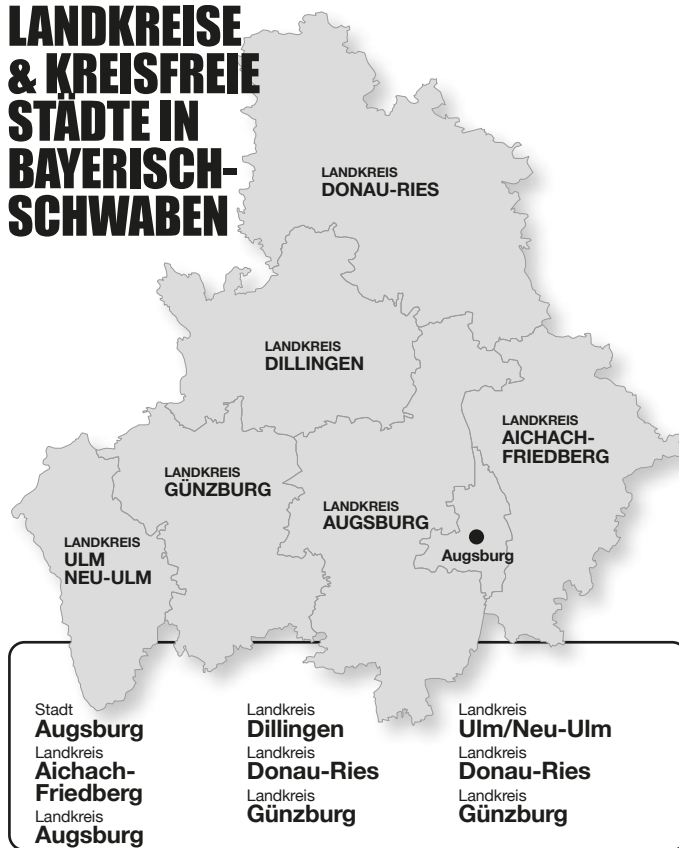 LANDKREISE
& KREISFREIE
STÄDTE IN
BAYERISCH-
SCHWABEN
LANDKREIS
DONAU-RIES
LANDKREIS
DILLINGEN
LANDKREIS
AICHACH-
FRIEDBERG
LANDKREIS
GÜNZBURG
LANDKREIS
AUGSBURG
LANDKREIS
ULM
NEU-ULM
Augsburg
Stadt
Augsburg
Landkreis
Aichach-
Friedberg
Landkreis
Augsburg
Landkreis
Dillingen
Landkreis
Donau-Ries
Landkreis
Günzburg
Landkreis
Ulm/Neu-Ulm
Landkreis
Donau-Ries
Landkreis
Günzburg